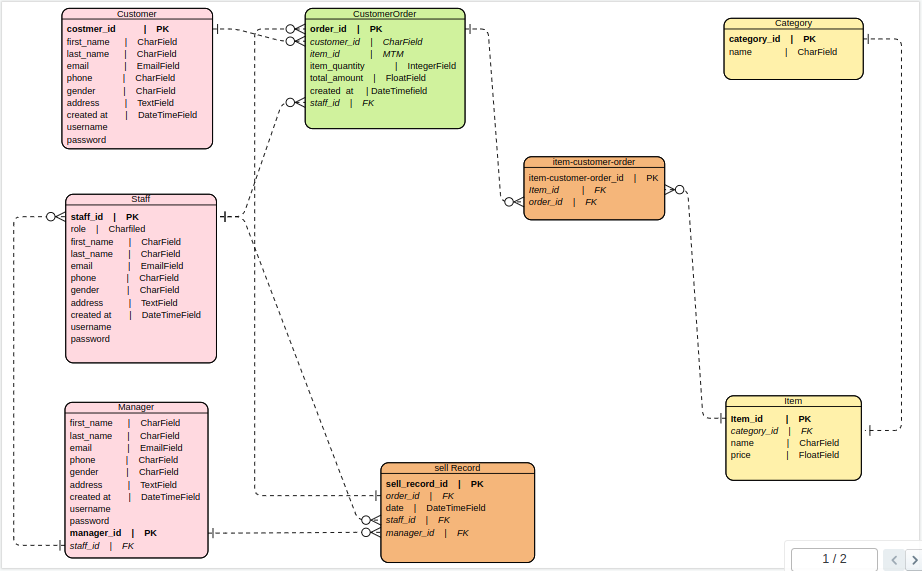 Customer
costmer_id | PK
first_name | CharField
last_name | CharField
email | EmailField
phone | CharField
gender | CharField
address | TextField
created at | DateTimeField
username
password
CustomerOrder
order_id | PK
customer_id | CharField
item_id | MTM
item_quantity | IntegerField
total_amount | FloatField
created at | DateTimefield
staff_id | FK
Category
category_id | PK
name | CharField
item-customer-order
item-customer-order_id | PK
Item_id | FK
order_id | FK
Staff
staff_id | PK
role | Charfiled
first_name | CharField
last_name | CharField
email | EmailField
phone | CharField
gender | CharField
address | TextField
created at | DateTimeField
username
password
Manager
first_name | CharField
last_name | CharField
email | EmailField
phone | CharField
gender | CharField
address | TextField
created at | DateTimeField
username
password
manager_id | PK
staff_id | FK
sell Record
sell_record_id | PK
order_id | FK
date | DateTimeField
staff_id | FK
manager_id | FK
Item
Item_id | PK
category_id | FK
name | CharField
price | FloatField
1 / 2